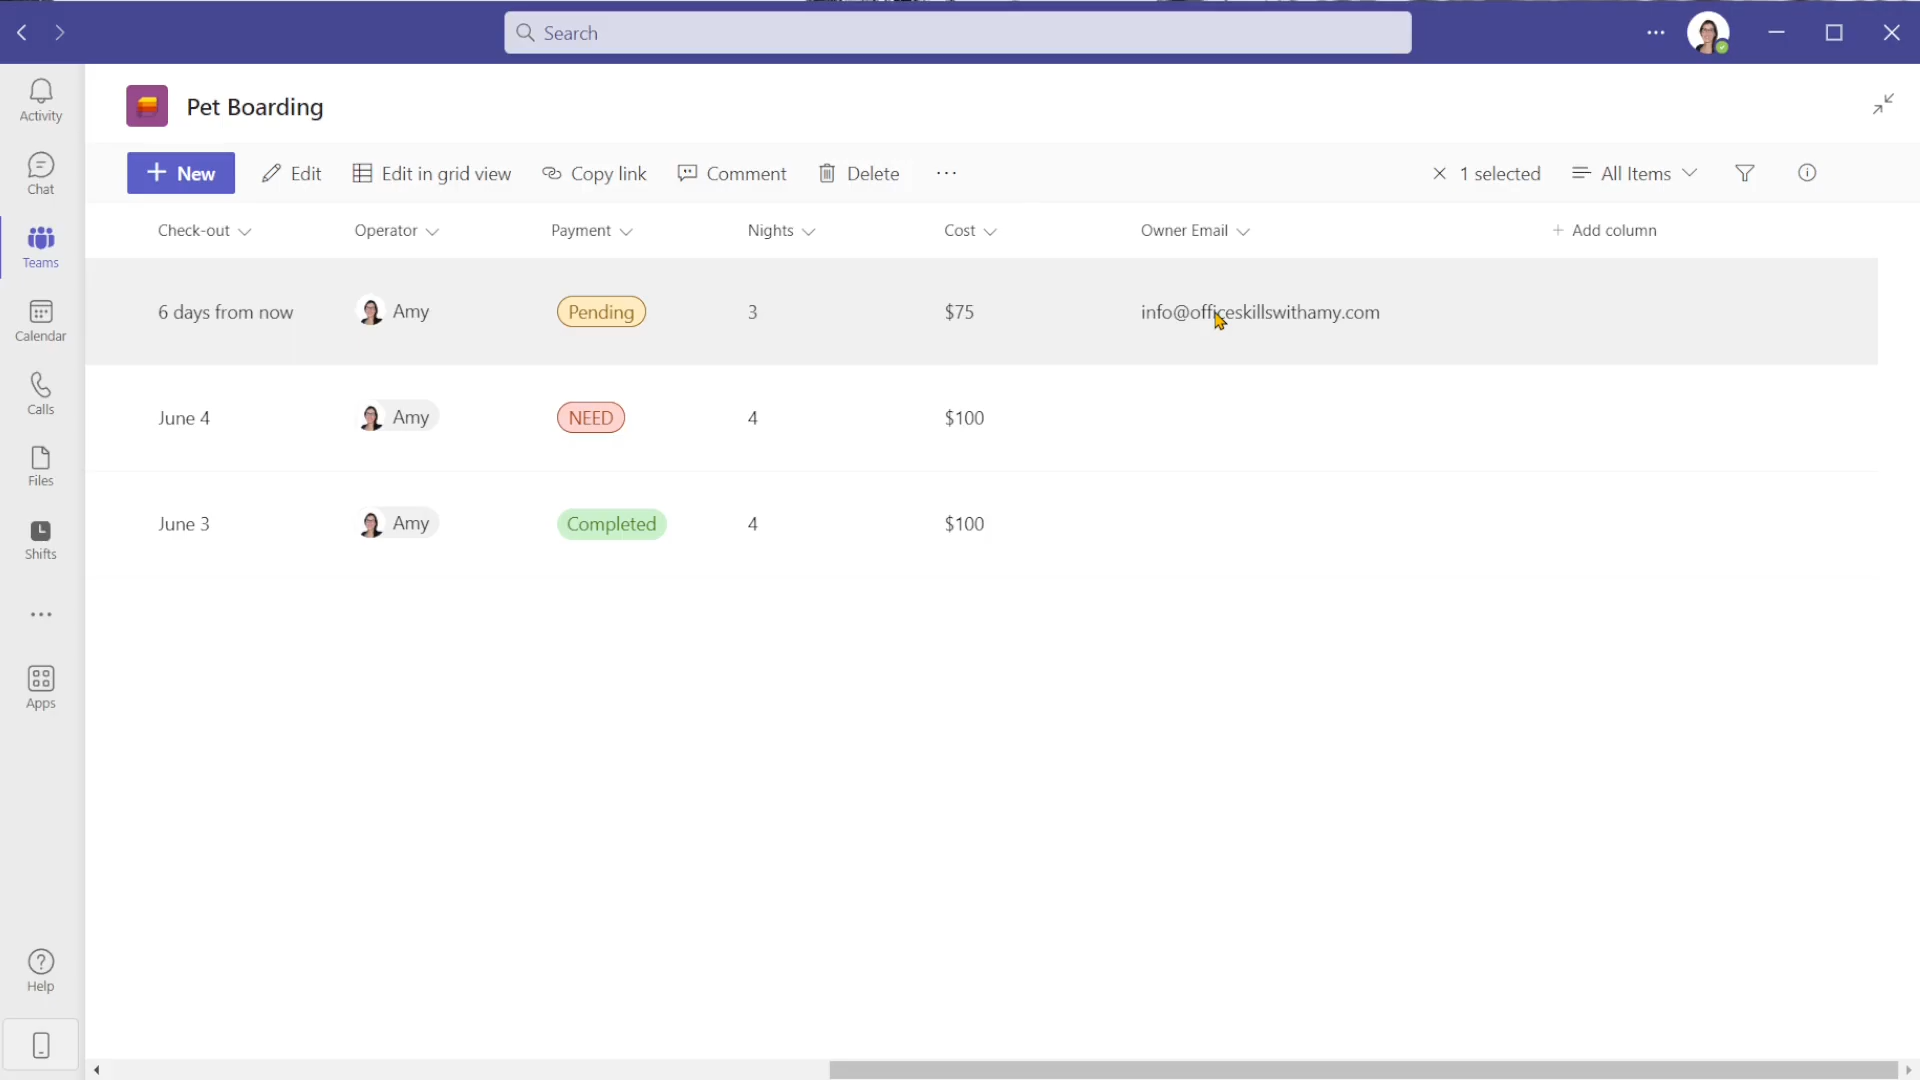 Search
Activity
Chat
Teams
Calendar
Calls
Files
Shifts
Apps
Help
Pet Boarding
New Edit Edit in grid view Copy link Comment Delete 1 selected All Items
Check-out Operator Payment Nights Cost Owner Email + Add column
6 days from now Amy Pending 3 $75 info@officeskillswithamy.com
June 4 Amy NEED 4 $100
June 3 Amy Completed 4 $100